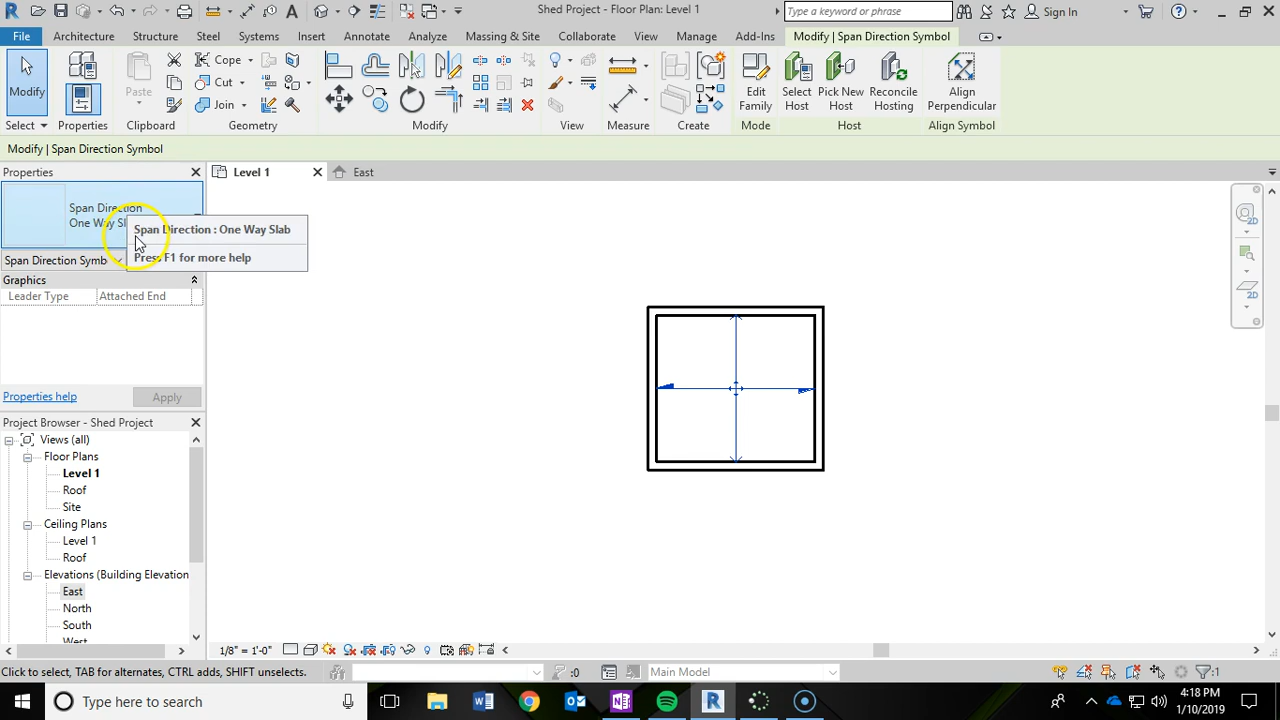 Shed Project - Floor Plan: Level 1
Type a keyword or phrase
Sign In
File
Architecture
Structure
Steel
Systems
Insert
Annotate
Analyze
Massing & Site
Collaborate
View
Manage
Add-Ins
Modify | Span Direction Symbol
Modify
Paste
Cope
Cut
Join
Edit
Family
Select
Host
Pick New
Host
Reconcile
Hosting
Align
Perpendicular
Select
Properties
Clipboard
Geometry
Modify
View
Measure
Create
Mode
Host
Align Symbol
Modify | Span Direction Symbol
Properties
Level 1
East
Span Direction
One Way
Span Direction : One Way Slab
Press F1 for more help
Span Direction Symb
Graphics
Leader Type
Attached End
Properties help
Apply
Project Browser - Shed Project
Views (all)
Floor Plans
Level 1
Roof
Site
Ceiling Plans
Level 1
Roof
Elevations (Building Elevation
East
North
South
West
2D
2D
1/8" = 1'-0"
Click to select, TAB for alternates, CTRL adds, SHIFT unselects.
:0
Main Model
:1
Type here to search
4:18 PM
1/10/2019